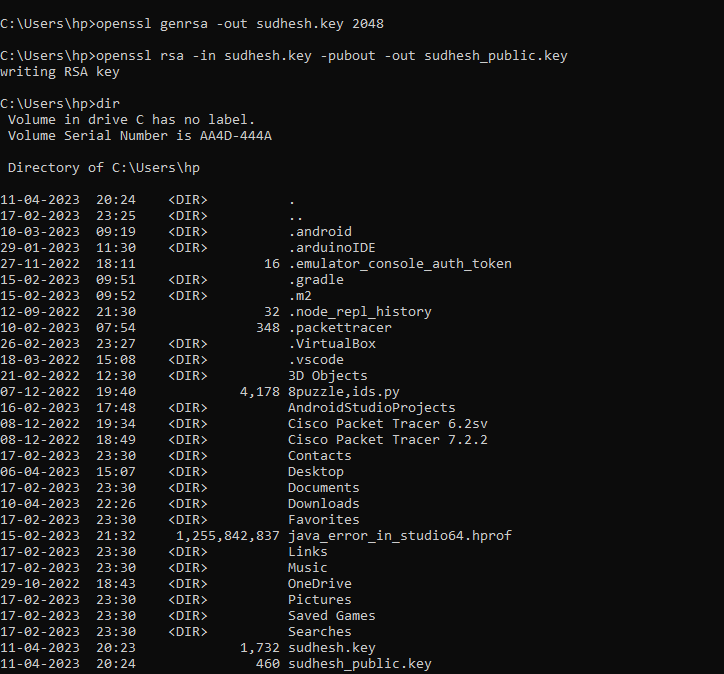 C:\Users\hp>openssl genrsa -out sudhesh.key 2048
C:\Users\hp>openssl rsa -in sudhesh.key -pubout -out sudhesh_public.key
writing RSA key
C:\Users\hp>dir
 Volume in drive C has no label.
 Volume Serial Number is AA4D-444A
 Directory of C:\Users\hp
11-04-2023  20:24    <DIR>          .
17-02-2023  23:25    <DIR>          ..
10-03-2023  09:19    <DIR>          .android
29-01-2023  11:30    <DIR>          .arduinoIDE
27-11-2022  18:11                16 .emulator_console_auth_token
15-02-2023  09:51    <DIR>          .gradle
15-02-2023  09:52    <DIR>          .m2
12-09-2022  21:30                32 .node_repl_history
10-02-2023  07:54               348 .packettracer
26-02-2023  23:27    <DIR>          .VirtualBox
18-03-2022  15:08    <DIR>          .vscode
21-02-2022  12:30    <DIR>          3D Objects
07-12-2022  19:40             4,178 8puzzle,ids.py
16-02-2023  17:48    <DIR>          AndroidStudioProjects
08-12-2022  19:34    <DIR>          Cisco Packet Tracer 6.2sv
08-12-2022  18:49    <DIR>          Cisco Packet Tracer 7.2.2
17-02-2023  23:30    <DIR>          Contacts
06-04-2023  15:07    <DIR>          Desktop
17-02-2023  23:30    <DIR>          Documents
10-04-2023  22:26    <DIR>          Downloads
17-02-2023  23:30    <DIR>          Favorites
15-02-2023  21:32     1,255,842,837 java_error_in_studio64.hprof
17-02-2023  23:30    <DIR>          Links
17-02-2023  23:30    <DIR>          Music
29-10-2022  18:43    <DIR>          OneDrive
17-02-2023  23:30    <DIR>          Pictures
17-02-2023  23:30    <DIR>          Saved Games
17-02-2023  23:30    <DIR>          Searches
11-04-2023  20:23             1,732 sudhesh.key
11-04-2023  20:24               460 sudhesh_public.key